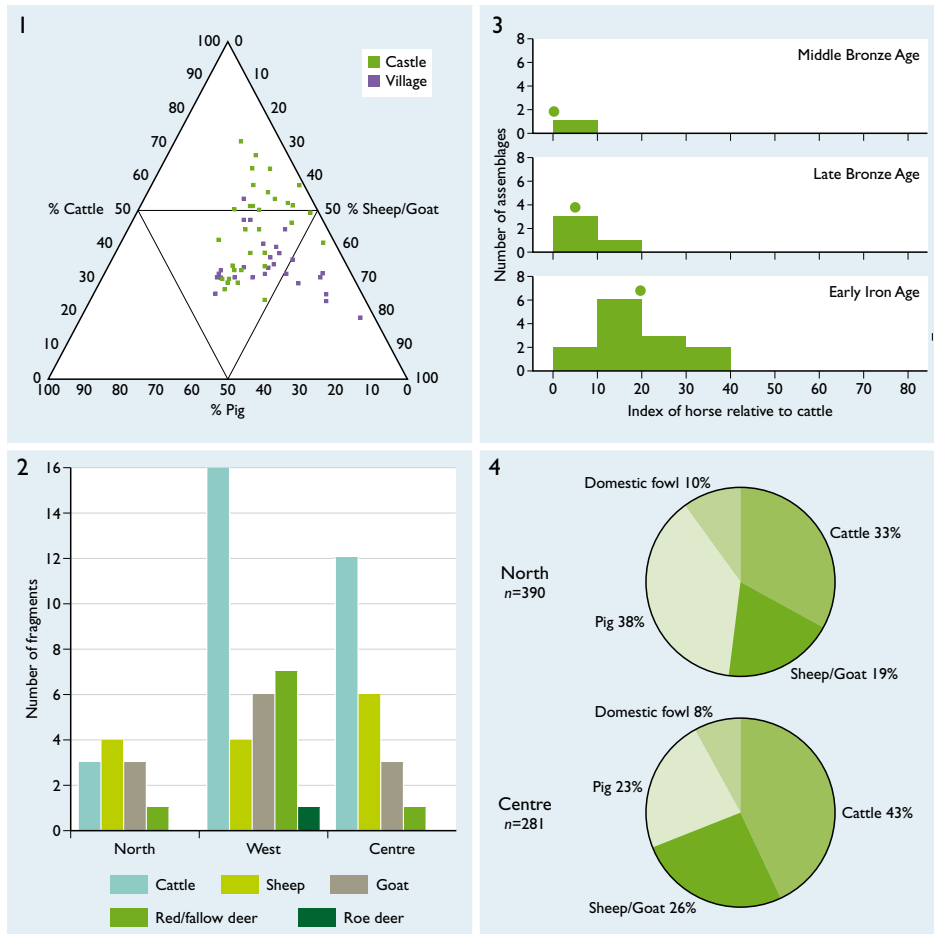 1
100 0
90 10
80 20
70 30
60 40
% Cattle 50
50 % Sheep/Goat
40 60
30 70
20 80
10 90
0 100
100 90 80 70 60 50 40 30 20 10 0
% Pig
Castle
Village
3
Number of assemblages
8
6
4
2
0
Middle Bronze Age
8
6
4
2
0
Late Bronze Age
8
6
4
2
0
Early Iron Age
0 10 20 30 40 50 60 70 80
Index of horse relative to cattle
2
Number of fragments
16
14
12
10
8
6
4
2
0
North West Centre
Cattle Sheep Goat
Red/fallow deer Roe deer
4
North
n=390
Domestic fowl 10%
Cattle 33%
Pig 38%
Sheep/Goat 19%
Centre
n=281
Domestic fowl 8%
Pig 23%
Cattle 43%
Sheep/Goat 26%